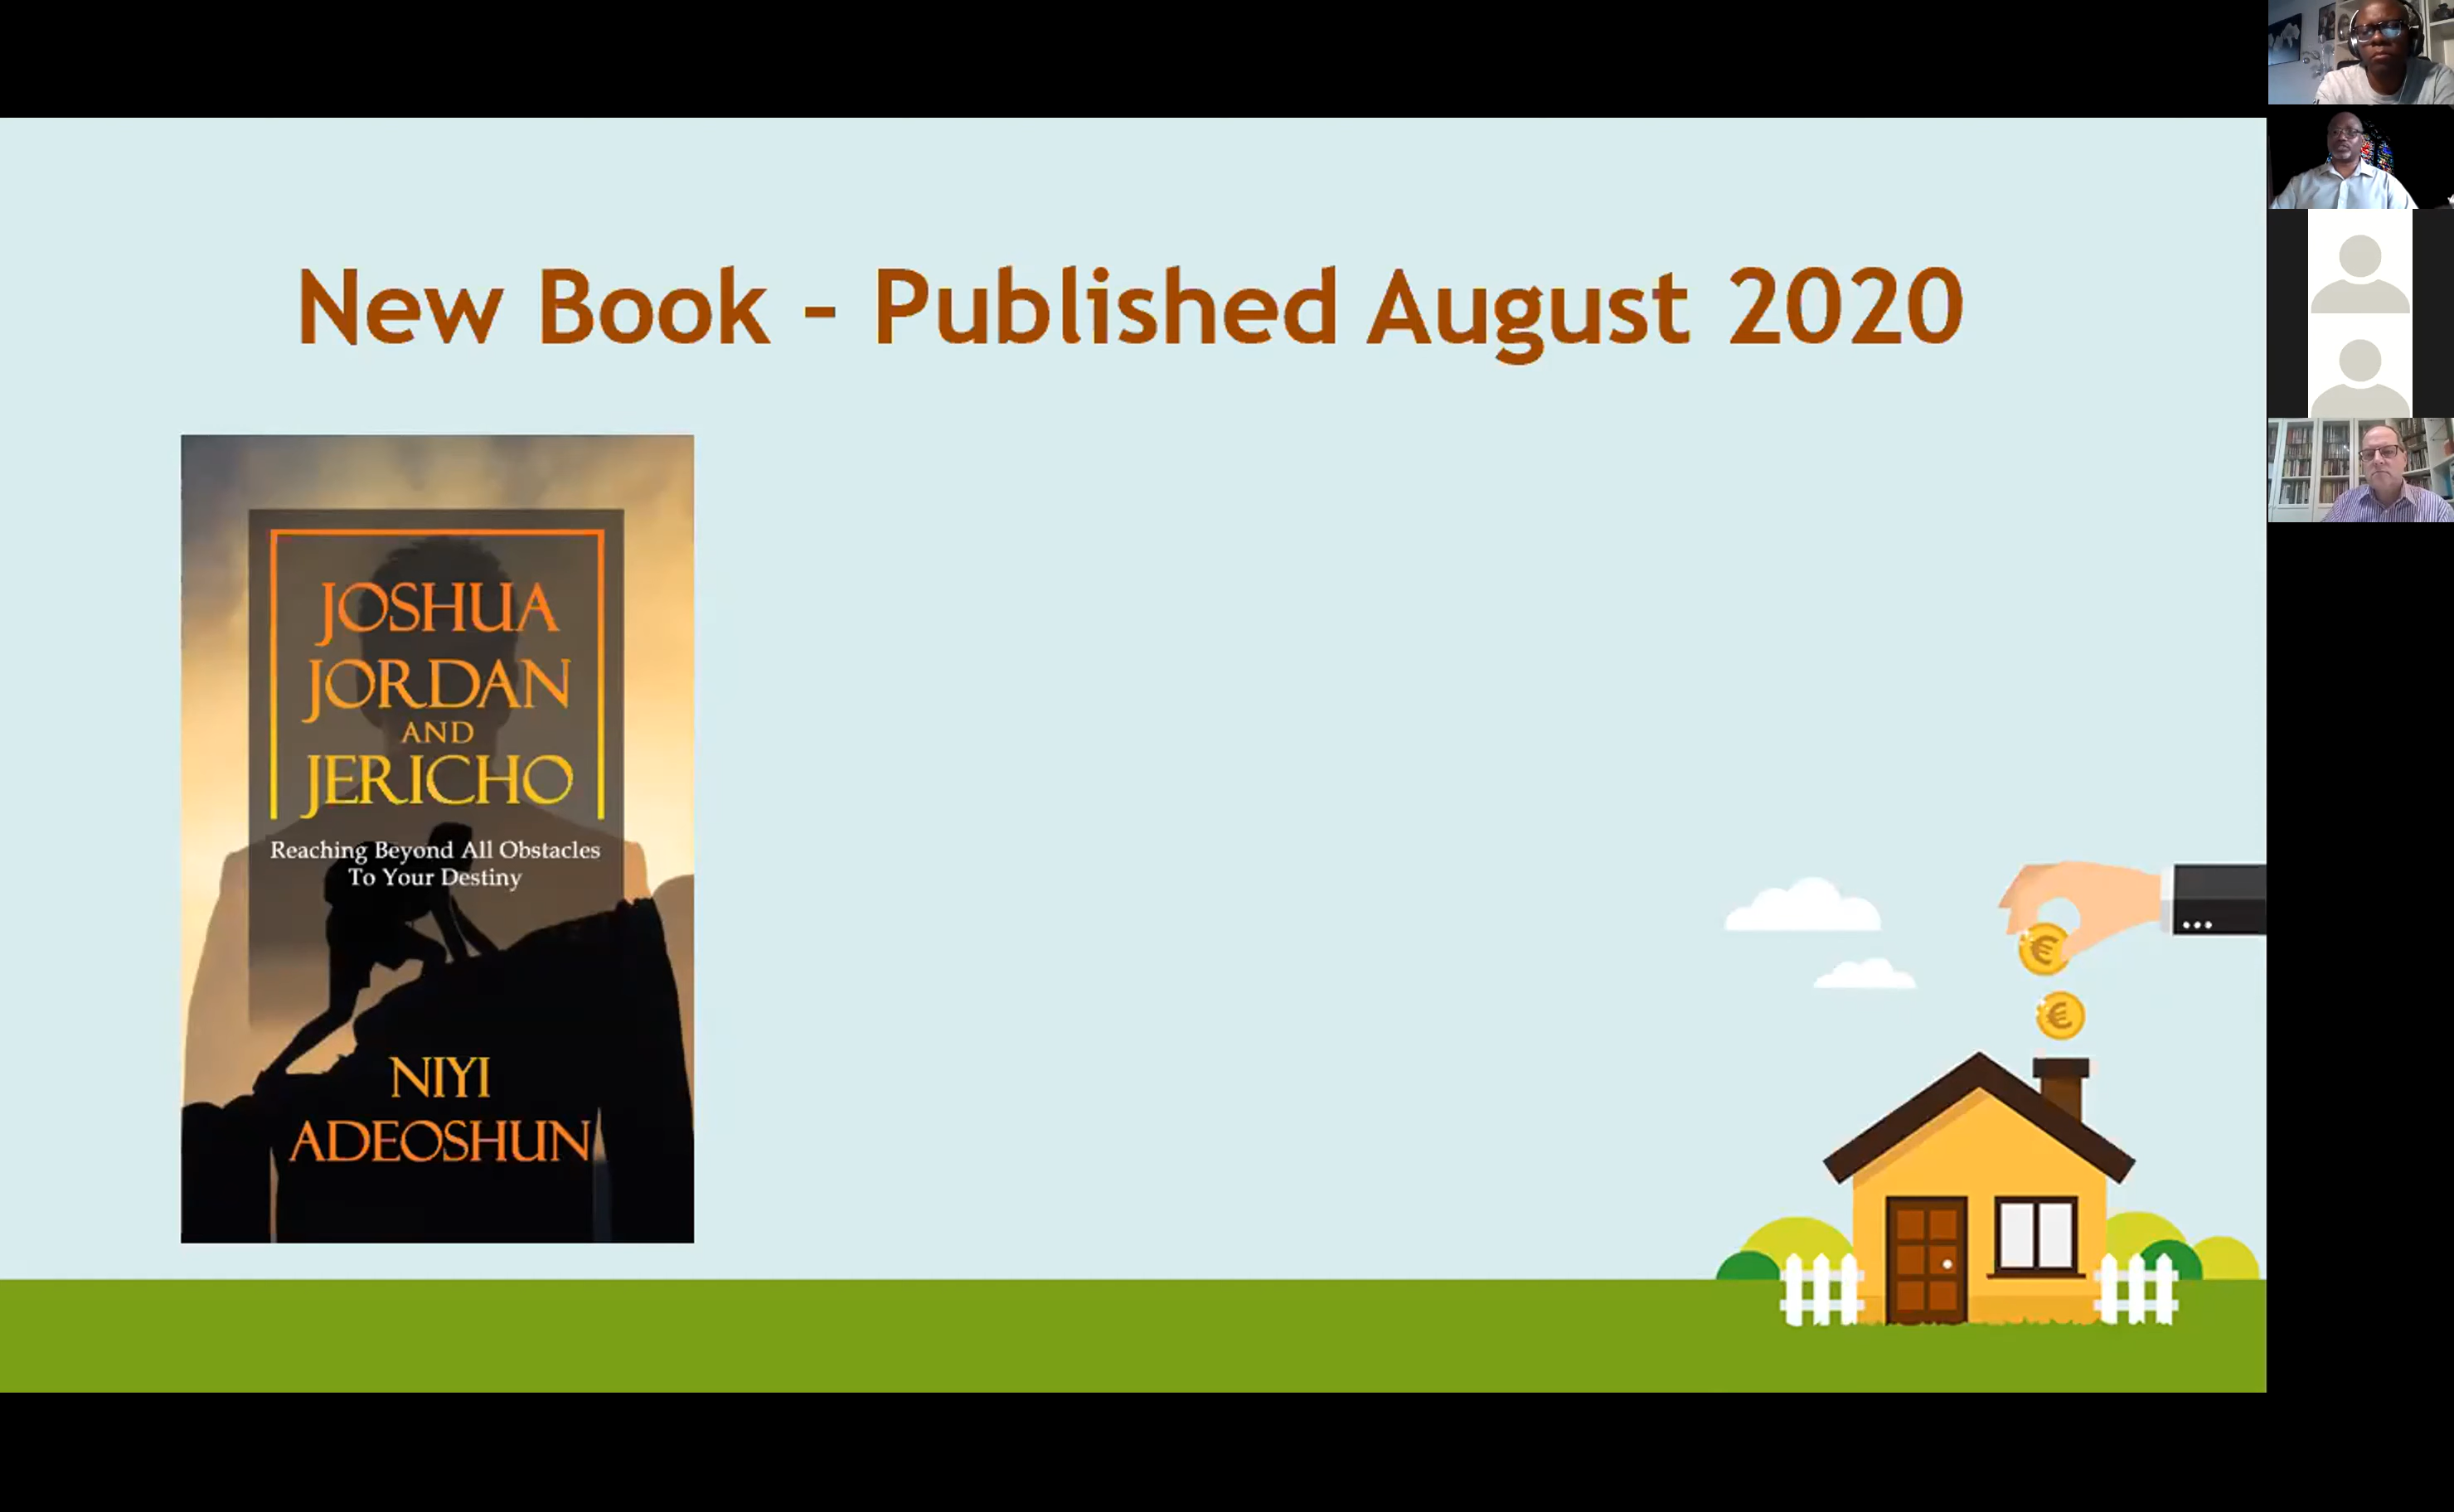 New Book - Published August 2020
JOSHUA
JORDAN
AND
JERICHO
Reaching Beyond All Obstacles
To Your Destiny
NIYI
ADEOSHUN
€
€